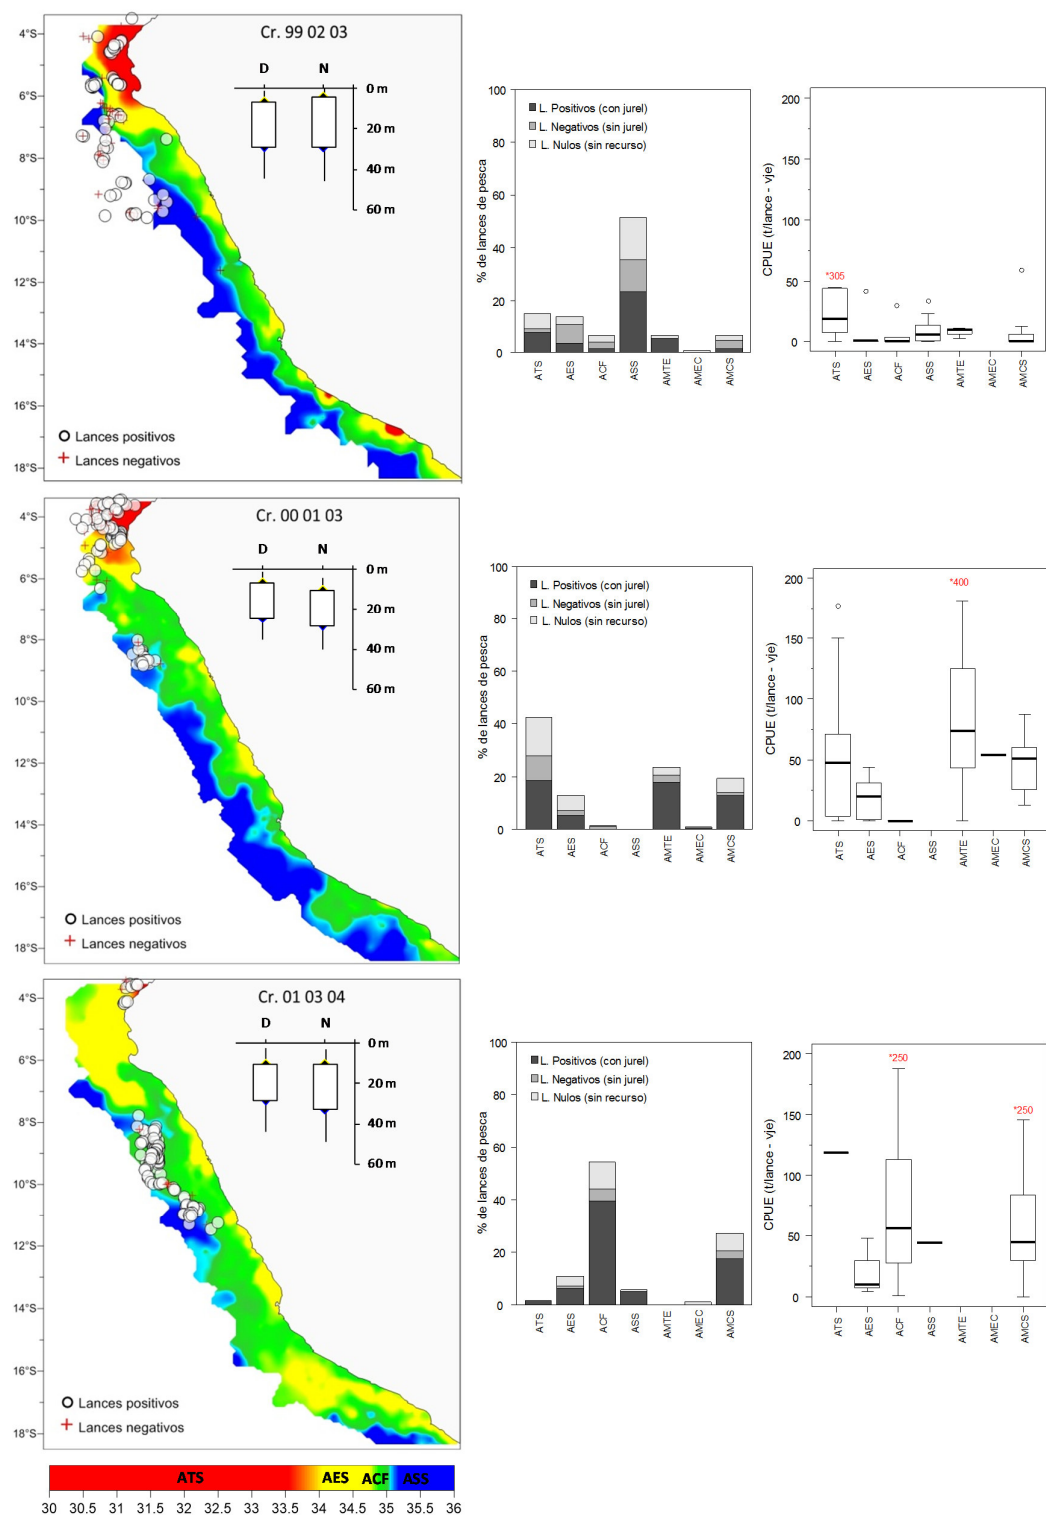 Cr. 99 02 03
4°S
6°S
8°S
10°S
12°S
14°S
16°S
18°S
D N
0 m
20 m
40 m
60 m
Lances positivos
Lances negativos
% de lances de pesca
100
80
60
40
20
0
L. Positivos (con jurel)
L. Negativos (sin jurel)
L. Nulos (sin recurso)
ATS AES ACF ASS AMTE AMEC AMCS
CPUE (t/lance - vje)
200
150
100
50
0
*305
ATS AES ACF ASS AMTE AMEC AMCS
Cr. 00 01 03
4°S
6°S
8°S
10°S
12°S
14°S
16°S
18°S
D N
0 m
20 m
40 m
60 m
Lances positivos
Lances negativos
% de lances de pesca
100
80
60
40
20
0
L. Positivos (con jurel)
L. Negativos (sin jurel)
L. Nulos (sin recurso)
ATS AES ACF ASS AMTE AMEC AMCS
CPUE (t/lance - vje)
200
150
100
50
0
*400
ATS AES ACF ASS AMTE AMEC AMCS
Cr. 01 03 04
4°S
6°S
8°S
10°S
12°S
14°S
16°S
18°S
D N
0 m
20 m
40 m
60 m
Lances positivos
Lances negativos
% de lances de pesca
100
80
60
40
20
0
L. Positivos (con jurel)
L. Negativos (sin jurel)
L. Nulos (sin recurso)
ATS AES ACF ASS AMTE AMEC AMCS
CPUE (t/lance - vje)
200
150
100
50
0
*250
*250
ATS AES ACF ASS AMTE AMEC AMCS
ATS AES ACF ASS
30 30.5 31 31.5 32 32.5 33 33.5 34 34.5 35 35.5 36